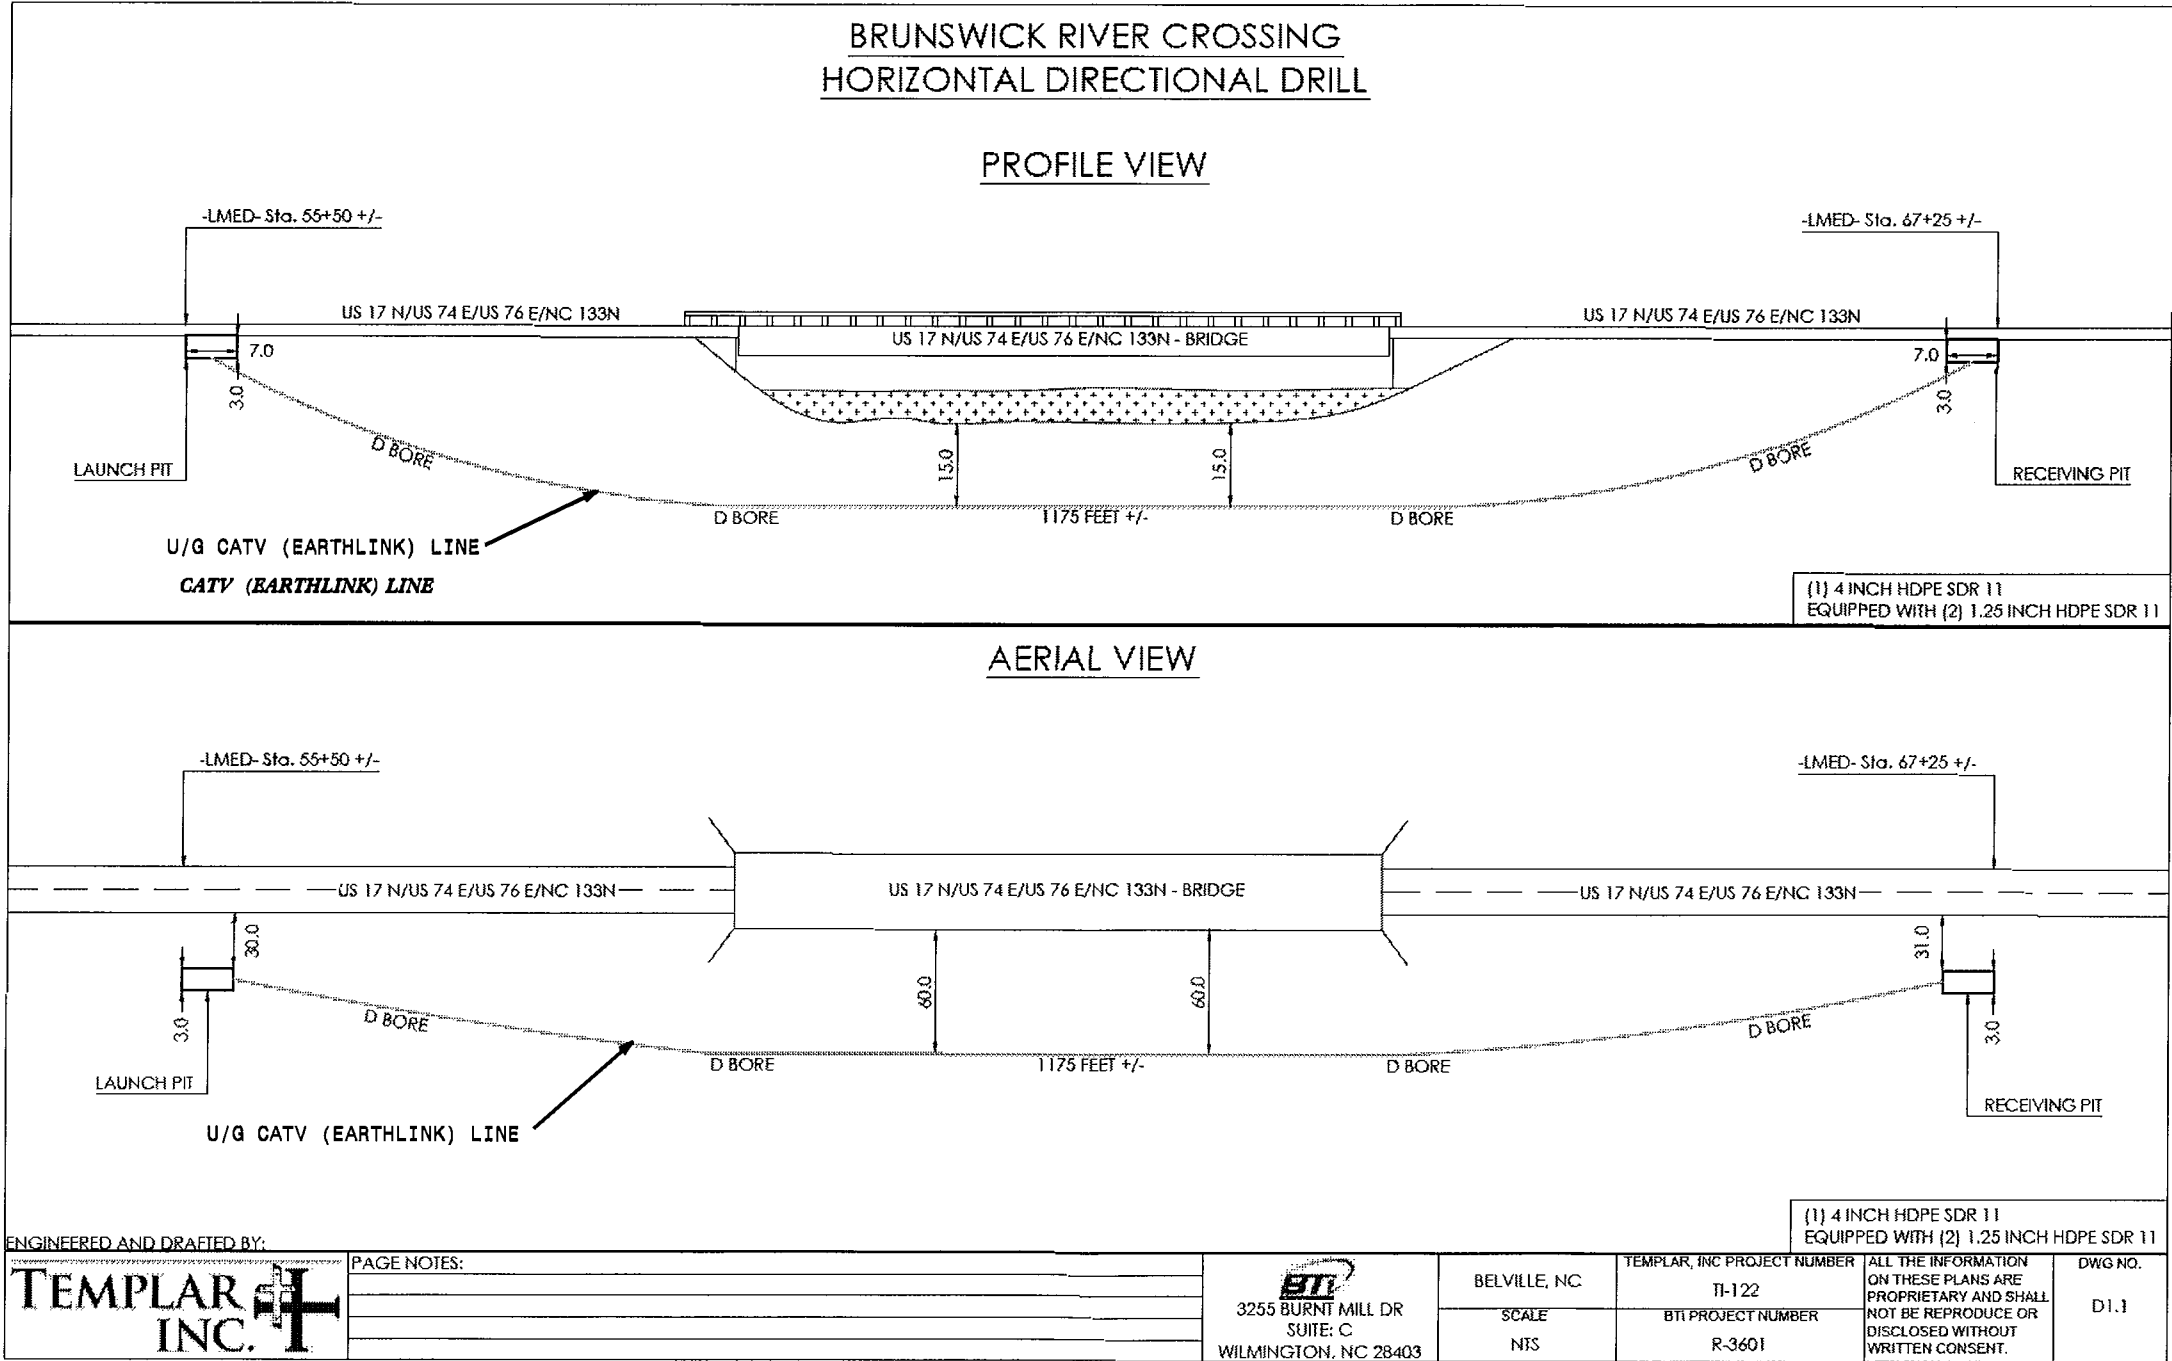 BRUNSWICK RIVER CROSSING
HORIZONTAL DIRECTIONAL DRILL
PROFILE VIEW
-LMED- Sta. 55+50 +/-
-LMED- Sta. 67+25 +/-
US 17 N/US 74 E/US 76 E/NC 133N
US 17 N/US 74 E/US 76 E/NC 133N
US 17 N/US 74 E/US 76 E/NC 133N - BRIDGE
7.0
7.0
3.0
3.0
D BORE
D BORE
15.0
15.0
LAUNCH PIT
RECEIVING PIT
D BORE
1175 FEET +/-
D BORE
U/G CATV (EARTHLINK) LINE
CATV (EARTHLINK) LINE
(1) 4 INCH HDPE SDR 11
EQUIPPED WITH (2) 1.25 INCH HDPE SDR 11
AERIAL VIEW
-LMED- Sta. 55+50 +/-
-LMED- Sta. 67+25 +/-
US 17 N/US 74 E/US 76 E/NC 133N
US 17 N/US 74 E/US 76 E/NC 133N - BRIDGE
US 17 N/US 74 E/US 76 E/NC 133N
30.0
31.0
60.0
60.0
3.0
3.0
D BORE
D BORE
D BORE
1175 FEET +/-
D BORE
LAUNCH PIT
RECEIVING PIT
U/G CATV (EARTHLINK) LINE
(1) 4 INCH HDPE SDR 11
EQUIPPED WITH (2) 1.25 INCH HDPE SDR 11
ENGINEERED AND DRAFTED BY:
TEMPLAR
INC.
PAGE NOTES:
BTi
3255 BURNT MILL DR
SUITE: C
WILMINGTON, NC 28403
BELVILLE, NC
SCALE
NTS
TEMPLAR, INC PROJECT NUMBER
TI-122
BTI PROJECT NUMBER
R-3601
ALL THE INFORMATION
ON THESE PLANS ARE
PROPRIETARY AND SHALL
NOT BE REPRODUCE OR
DISCLOSED WITHOUT
WRITTEN CONSENT.
DWG NO.
D1.1